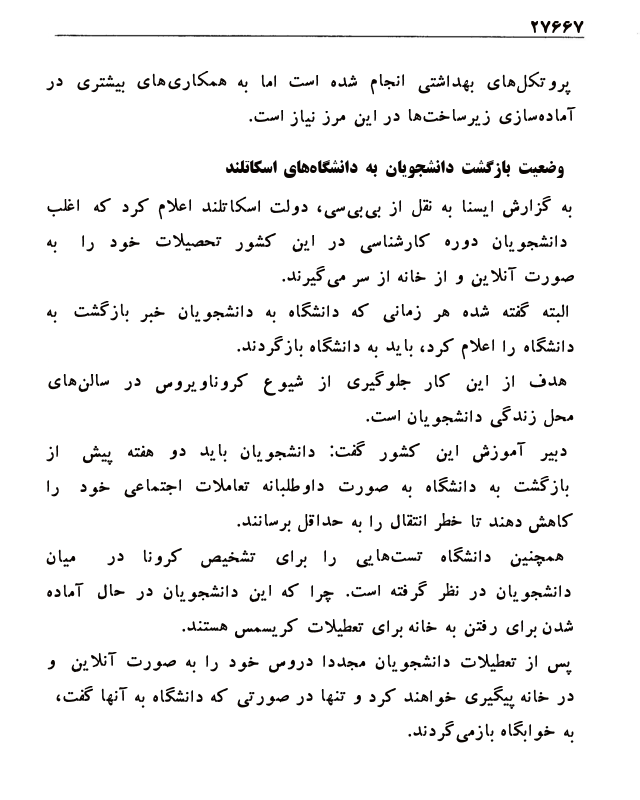 ۲۷۶۶۷
پروتکل‌های بهداشتی انجام شده است اما به همکاری‌های بیشتری در
آماده‌سازی زیرساخت‌ها در این مرز نیاز است.
وضعیت بازگشت دانشجویان به دانشگاه‌های اسکاتلند
به گزارش ایسنا به نقل از بی‌بی‌سی، دولت اسکاتلند اعلام کرد که اغلب
دانشجویان دوره کارشناسی در این کشور تحصیلات خود را به
صورت آنلاین و از خانه از سر می‌گیرند.
البته گفته شده هر زمانی که دانشگاه به دانشجویان خبر بازگشت به
دانشگاه را اعلام کرد، باید به دانشگاه بازگردند.
هدف از این کار جلوگیری از شیوع کروناویروس در سالن‌های
محل زندگی دانشجویان است.
دبیر آموزش این کشور گفت: دانشجویان باید دو هفته پیش از
بازگشت به دانشگاه به صورت داوطلبانه تعاملات اجتماعی خود را
کاهش دهند تا خطر انتقال را به حداقل برسانند.
همچنین دانشگاه تست‌هایی را برای تشخیص کرونا در میان
دانشجویان در نظر گرفته است. چرا که این دانشجویان در حال آماده
شدن برای رفتن به خانه برای تعطیلات کریسمس هستند.
پس از تعطیلات دانشجویان مجددا دروس خود را به صورت آنلاین و
در خانه پیگیری خواهند کرد و تنها در صورتی که دانشگاه به آنها گفت،
به خوابگاه بازمی‌گردند.